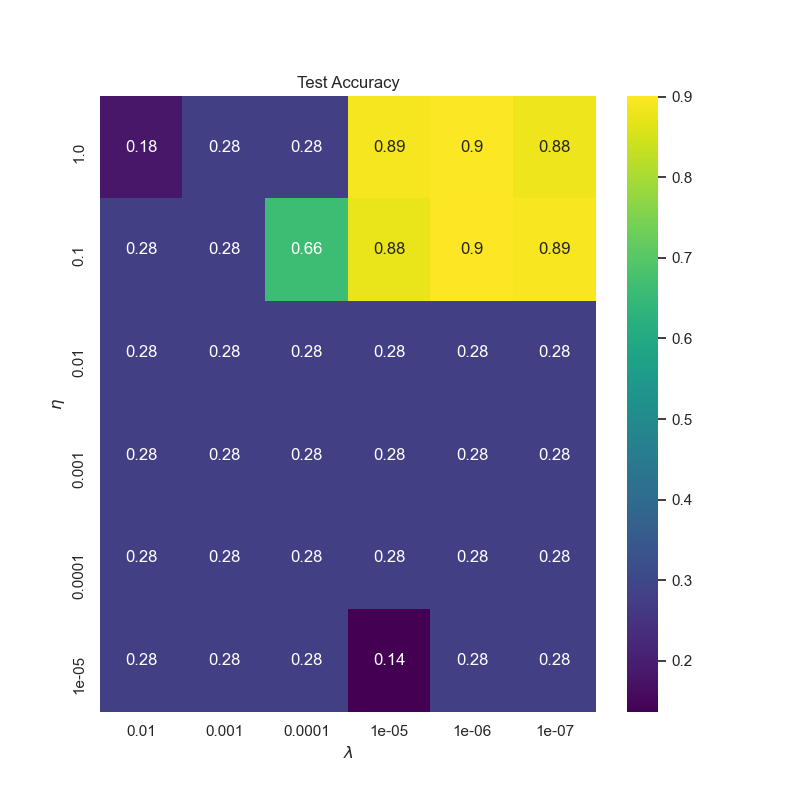 Test Accuracy
1.0 0.18 0.28 0.28 0.89 0.9 0.88
0.1 0.28 0.28 0.66 0.88 0.9 0.89
0.01 0.28 0.28 0.28 0.28 0.28 0.28
0.001 0.28 0.28 0.28 0.28 0.28 0.28
0.0001 0.28 0.28 0.28 0.28 0.28 0.28
1e-05 0.28 0.28 0.28 0.14 0.28 0.28
η
0.01 0.001 0.0001 1e-05 1e-06 1e-07
λ
0.9
0.8
0.7
0.6
0.5
0.4
0.3
0.2